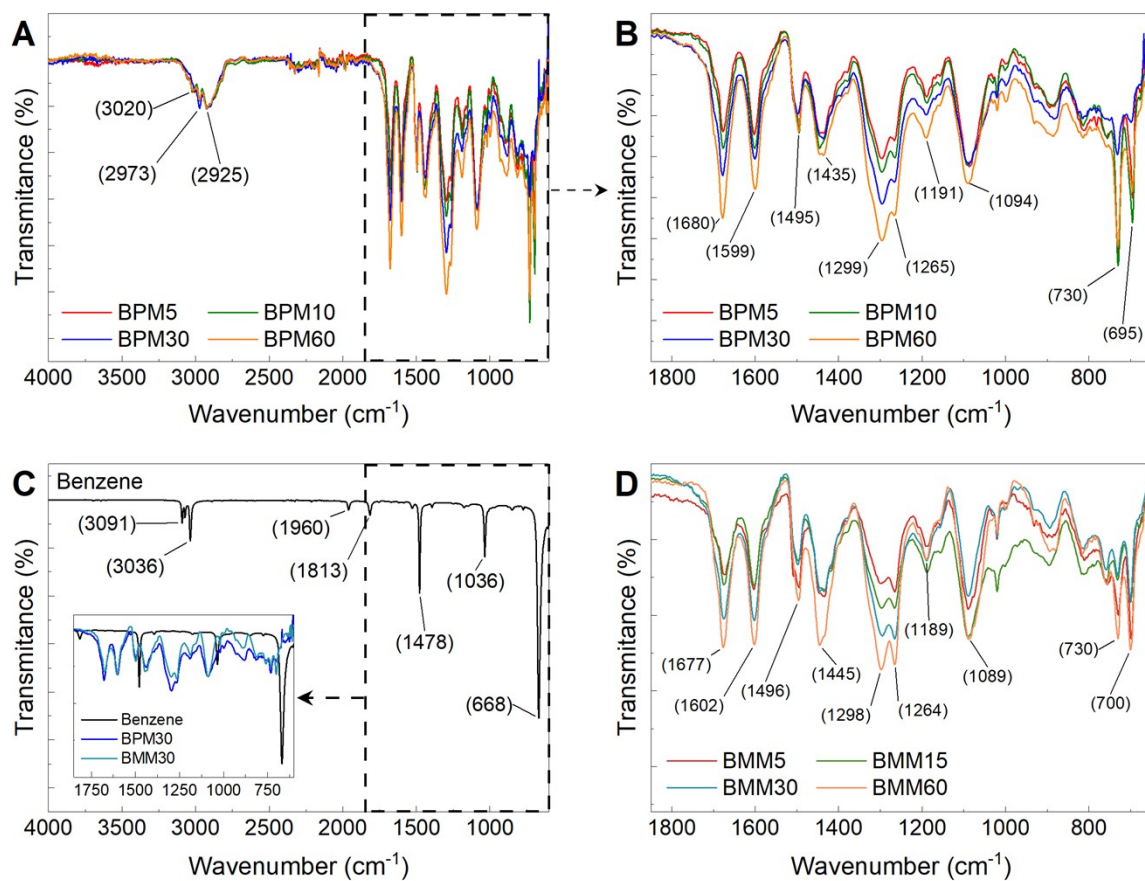 A
(3020)
(2973)
(2925)
BPM5
BPM10
BPM30
BPM60
4000 3500 3000 2500 2000 1500 1000
Wavenumber (cm-1)
Transmitance (%)
B
(1680)
(1599)
(1495)
(1435)
(1299)
(1265)
(1191)
(1094)
(730)
(695)
BPM5
BPM10
BPM30
BPM60
1800 1600 1400 1200 1000 800
Wavenumber (cm-1)
Transmitance (%)
C
Benzene
(3091)
(3036)
(1960)
(1813)
(1478)
(1036)
(668)
Benzene
BPM30
BMM30
1750 1500 1250 1000 750
4000 3500 3000 2500 2000 1500 1000
Wavenumber (cm-1)
Transmitance (%)
D
(1677)
(1602)
(1496)
(1445)
(1298)
(1264)
(1189)
(1089)
(730)
(700)
BMM5
BMM15
BMM30
BMM60
1800 1600 1400 1200 1000 800
Wavenumber (cm-1)
Transmitance (%)